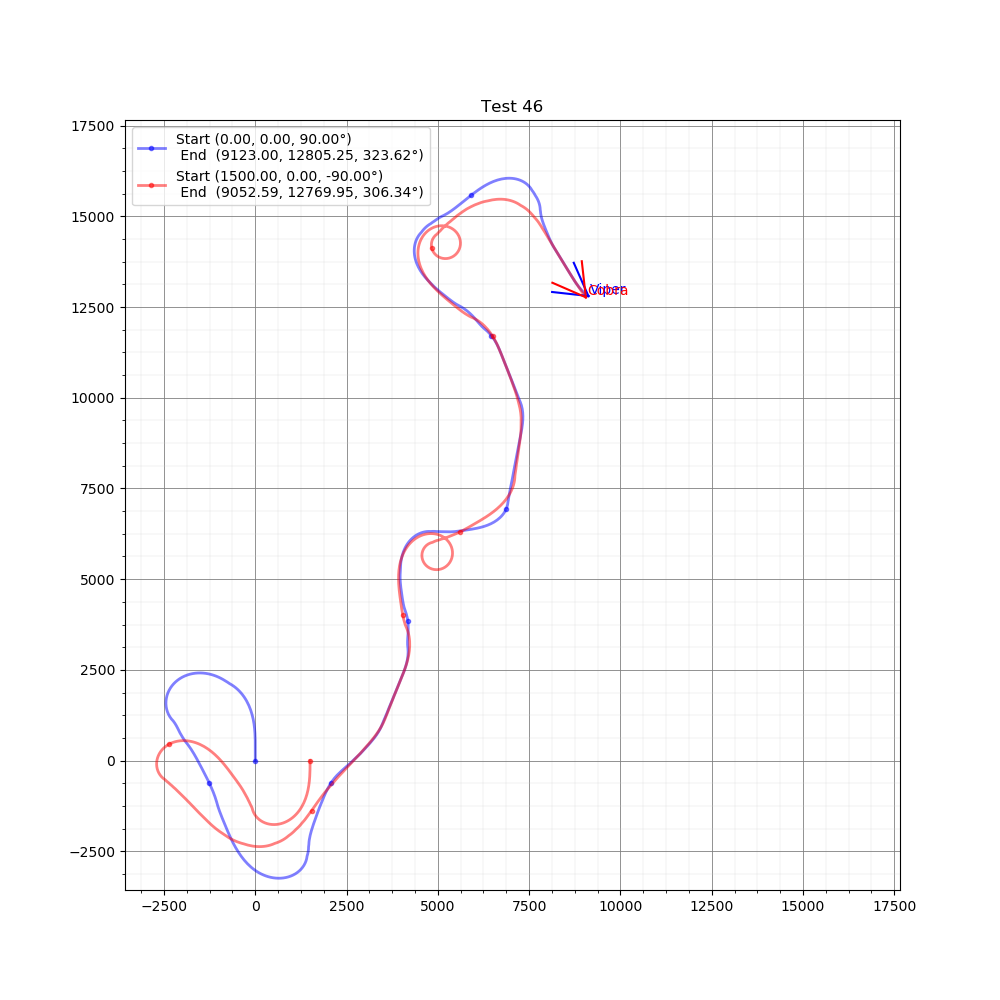 Test 46
Start (0.00, 0.00, 90.00°)
End (9123.00, 12805.25, 323.62°)
Start (1500.00, 0.00, -90.00°)
End (9052.59, 12769.95, 306.34°)
17500
15000
12500
10000
7500
5000
2500
0
−2500
Viper
Cobra
−2500 0 2500 5000 7500 10000 12500 15000 17500